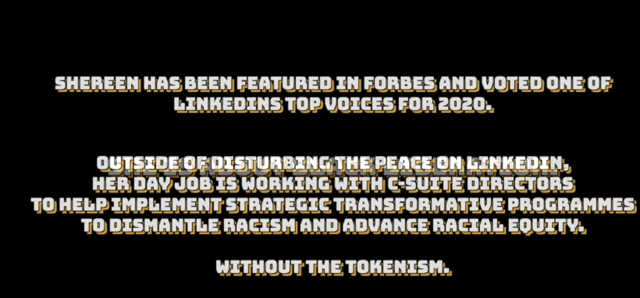 SHEREEN HAS BEEN FEATURED IN FORBES AND VOTED ONE OF
LINKEDINS TOP VOICES FOR 2020.
OUTSIDE OF DISTURBING THE PEACE ON LINKEDIN,
HER DAY JOB IS WORKING WITH C-SUITE DIRECTORS
TO HELP IMPLEMENT STRATEGIC TRANSFORMATIVE PROGRAMMES
TO DISMANTLE RACISM AND ADVANCE RACIAL EQUITY.
WITHOUT THE TOKENISM.